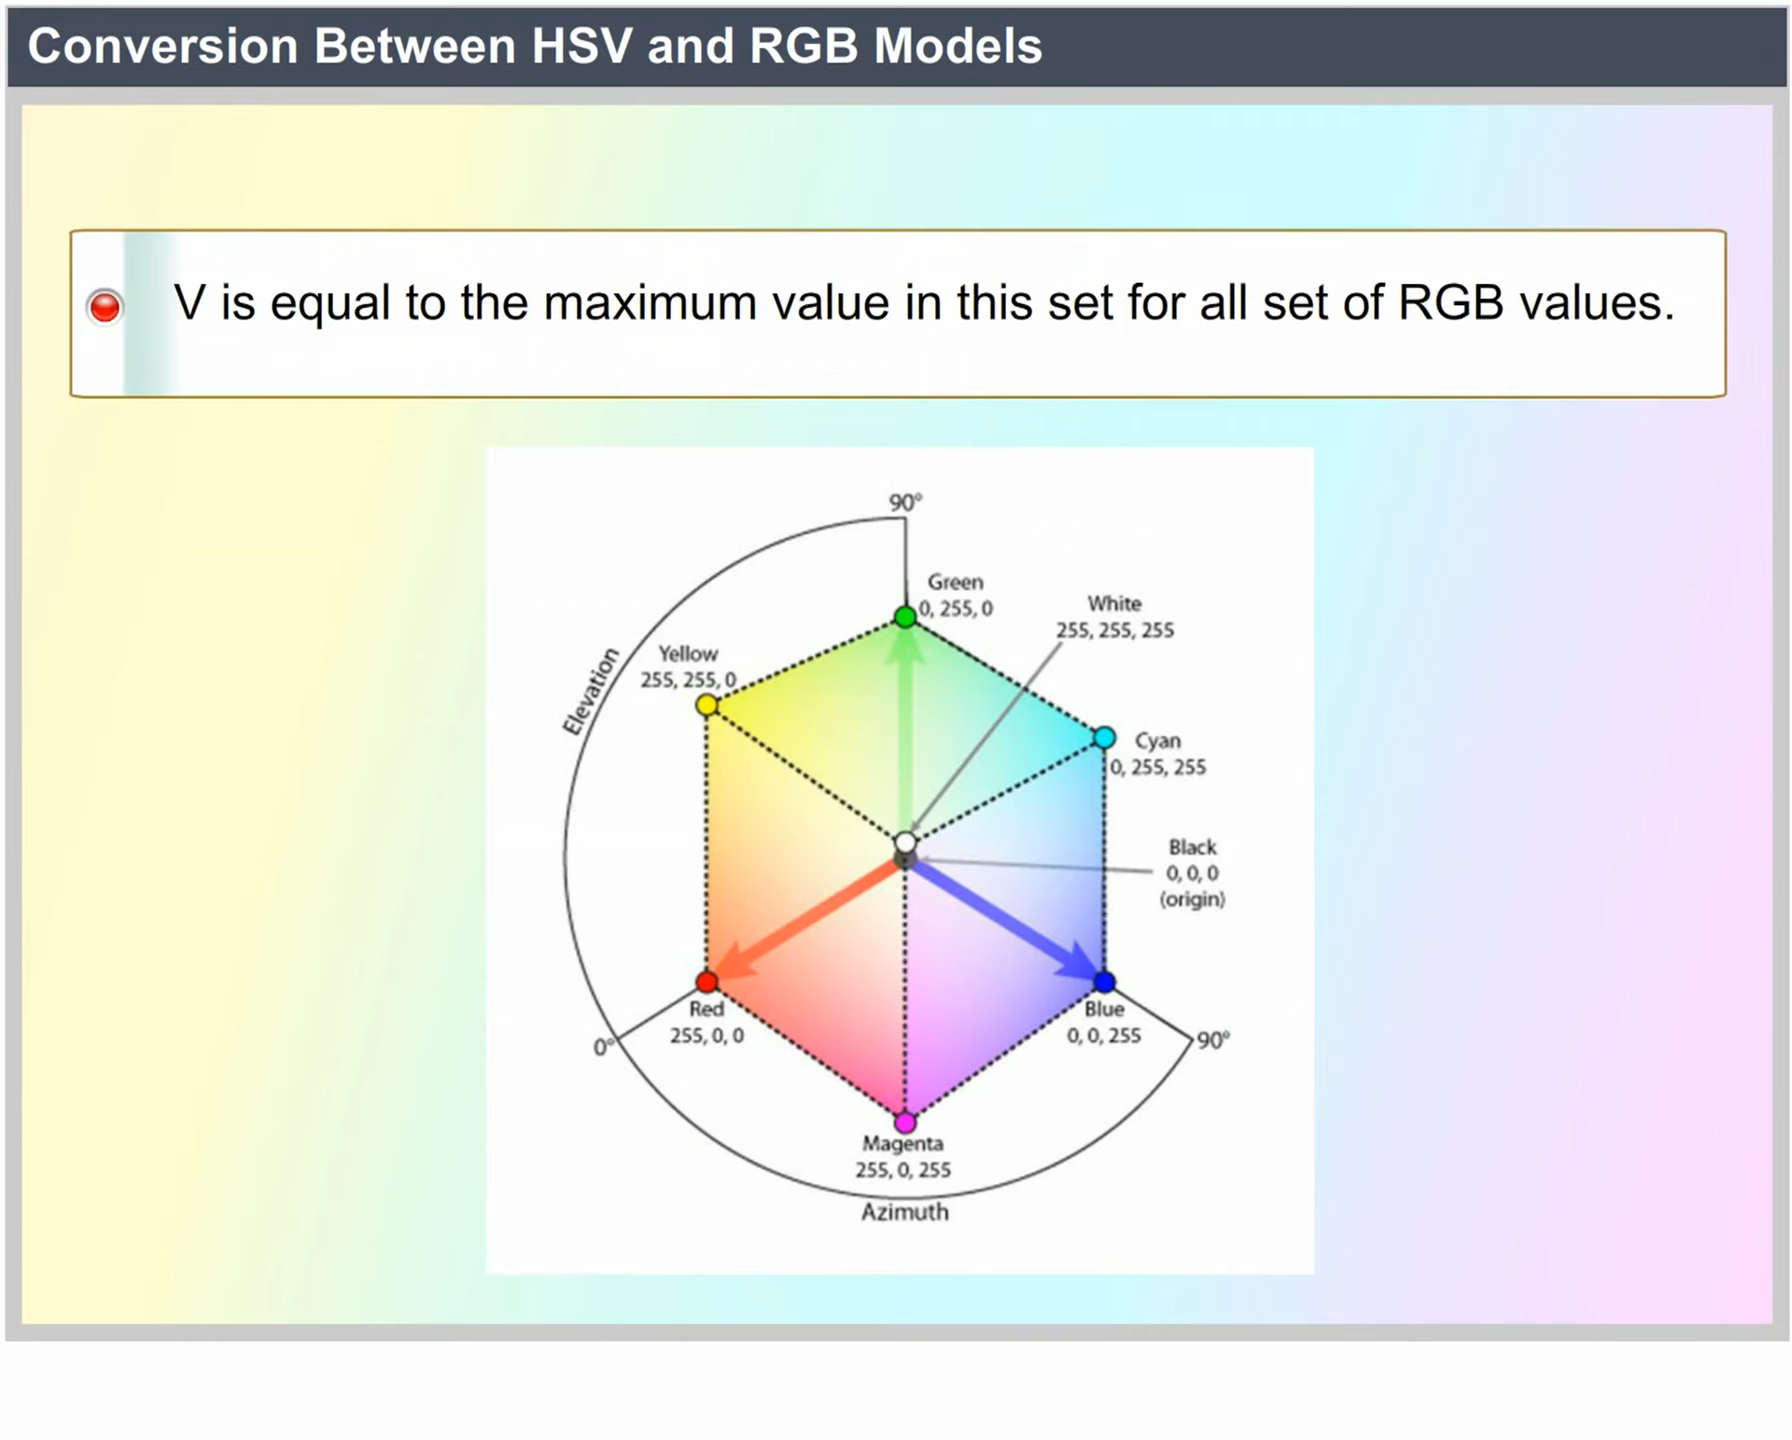 Conversion Between HSV and RGB Models
V is equal to the maximum value in this set for all set of RGB values.
90°
Green
0, 255, 0
White
255, 255, 255
Yellow
255, 255, 0
Elevation
Cyan
0, 255, 255
Black
0, 0, 0
(origin)
Red
255, 0, 0
Blue
0, 0, 255
0°
90°
Magenta
255, 0, 255
Azimuth